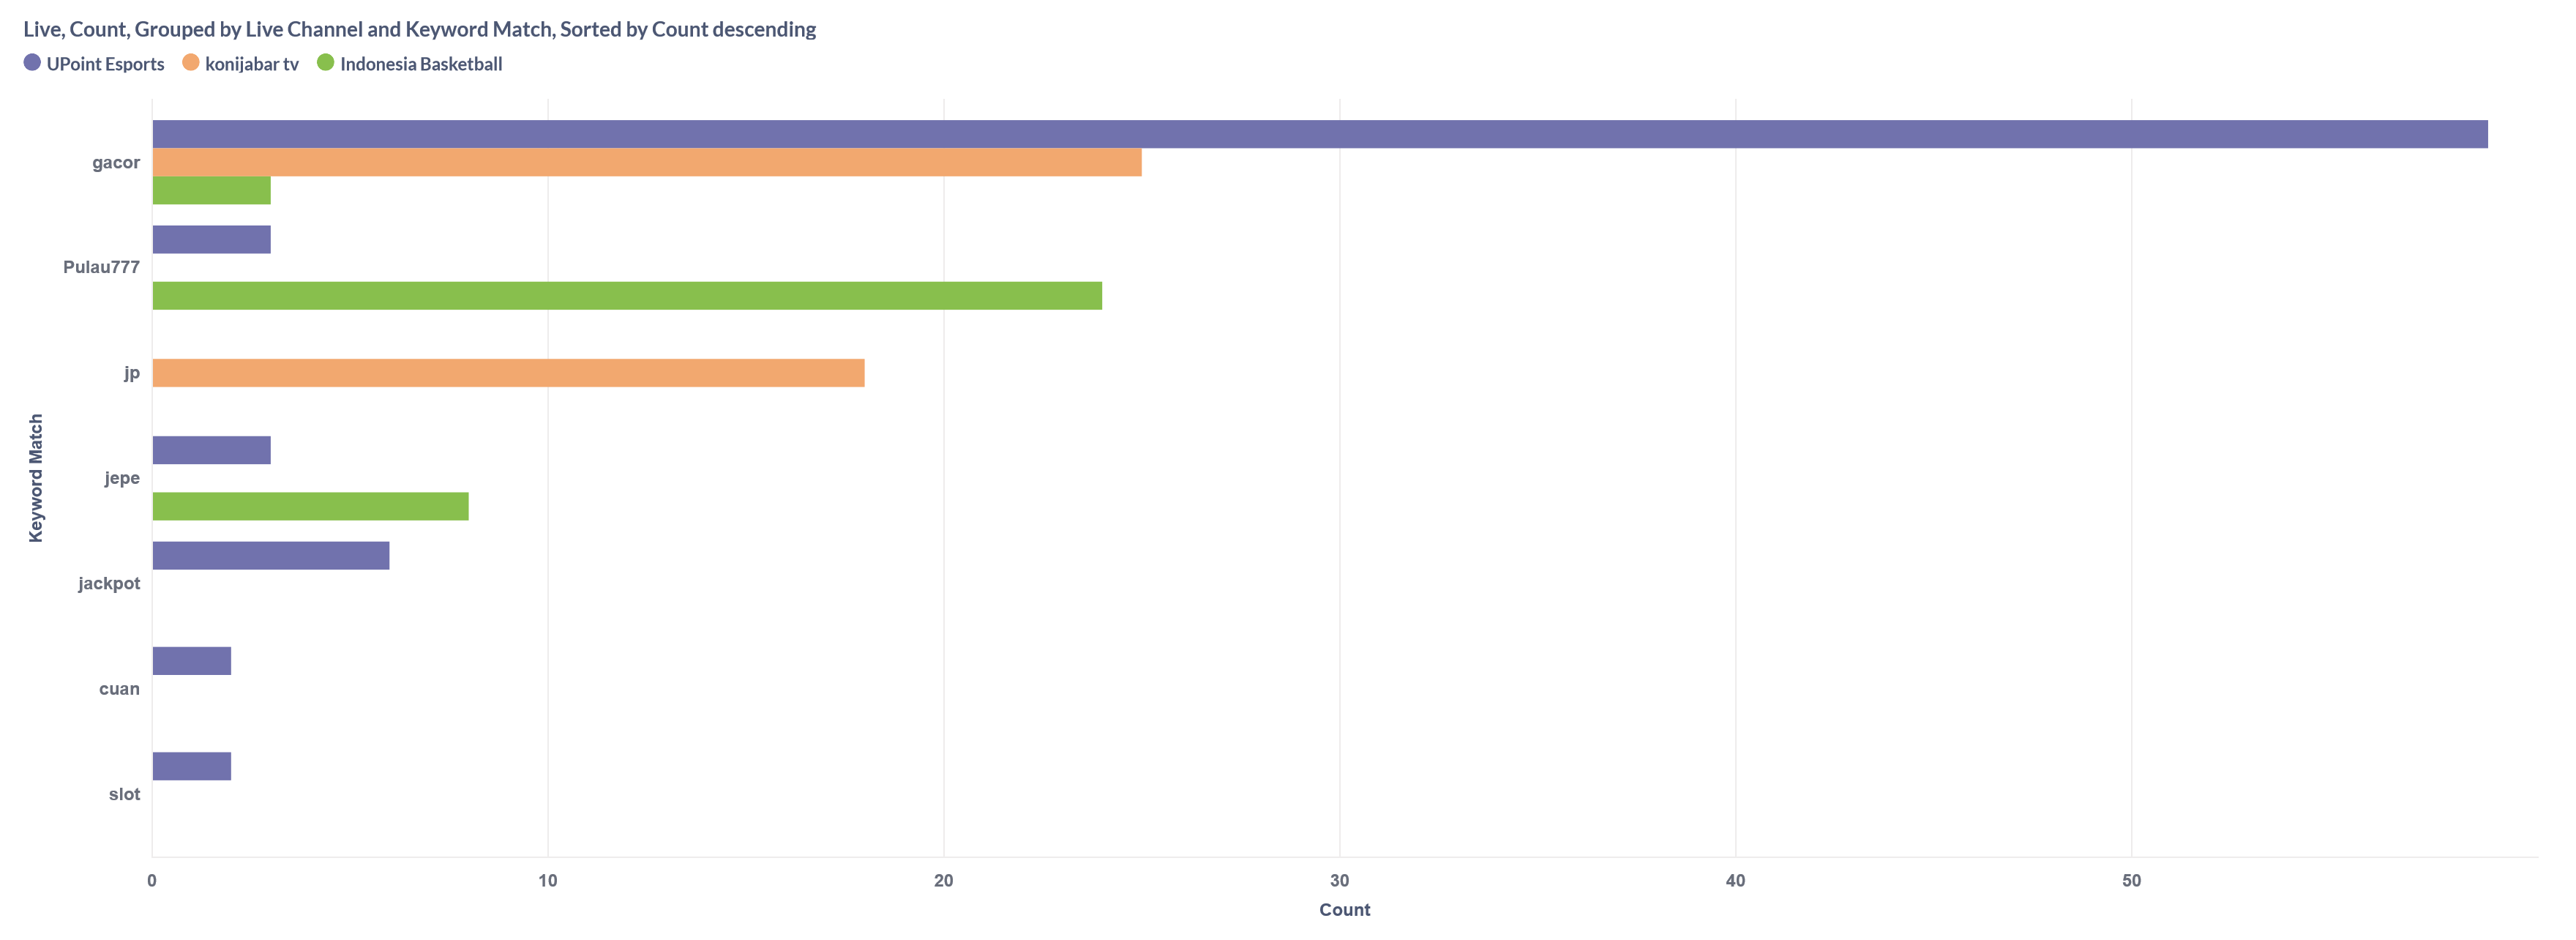 Live, Count, Grouped by Live Channel and Keyword Match, Sorted by Count descending
UPoint Esports konijabar tv Indonesia Basketball
Keyword Match
gacor
Pulau777
jp
jepe
jackpot
cuan
slot
0 10 20 30 40 50
Count